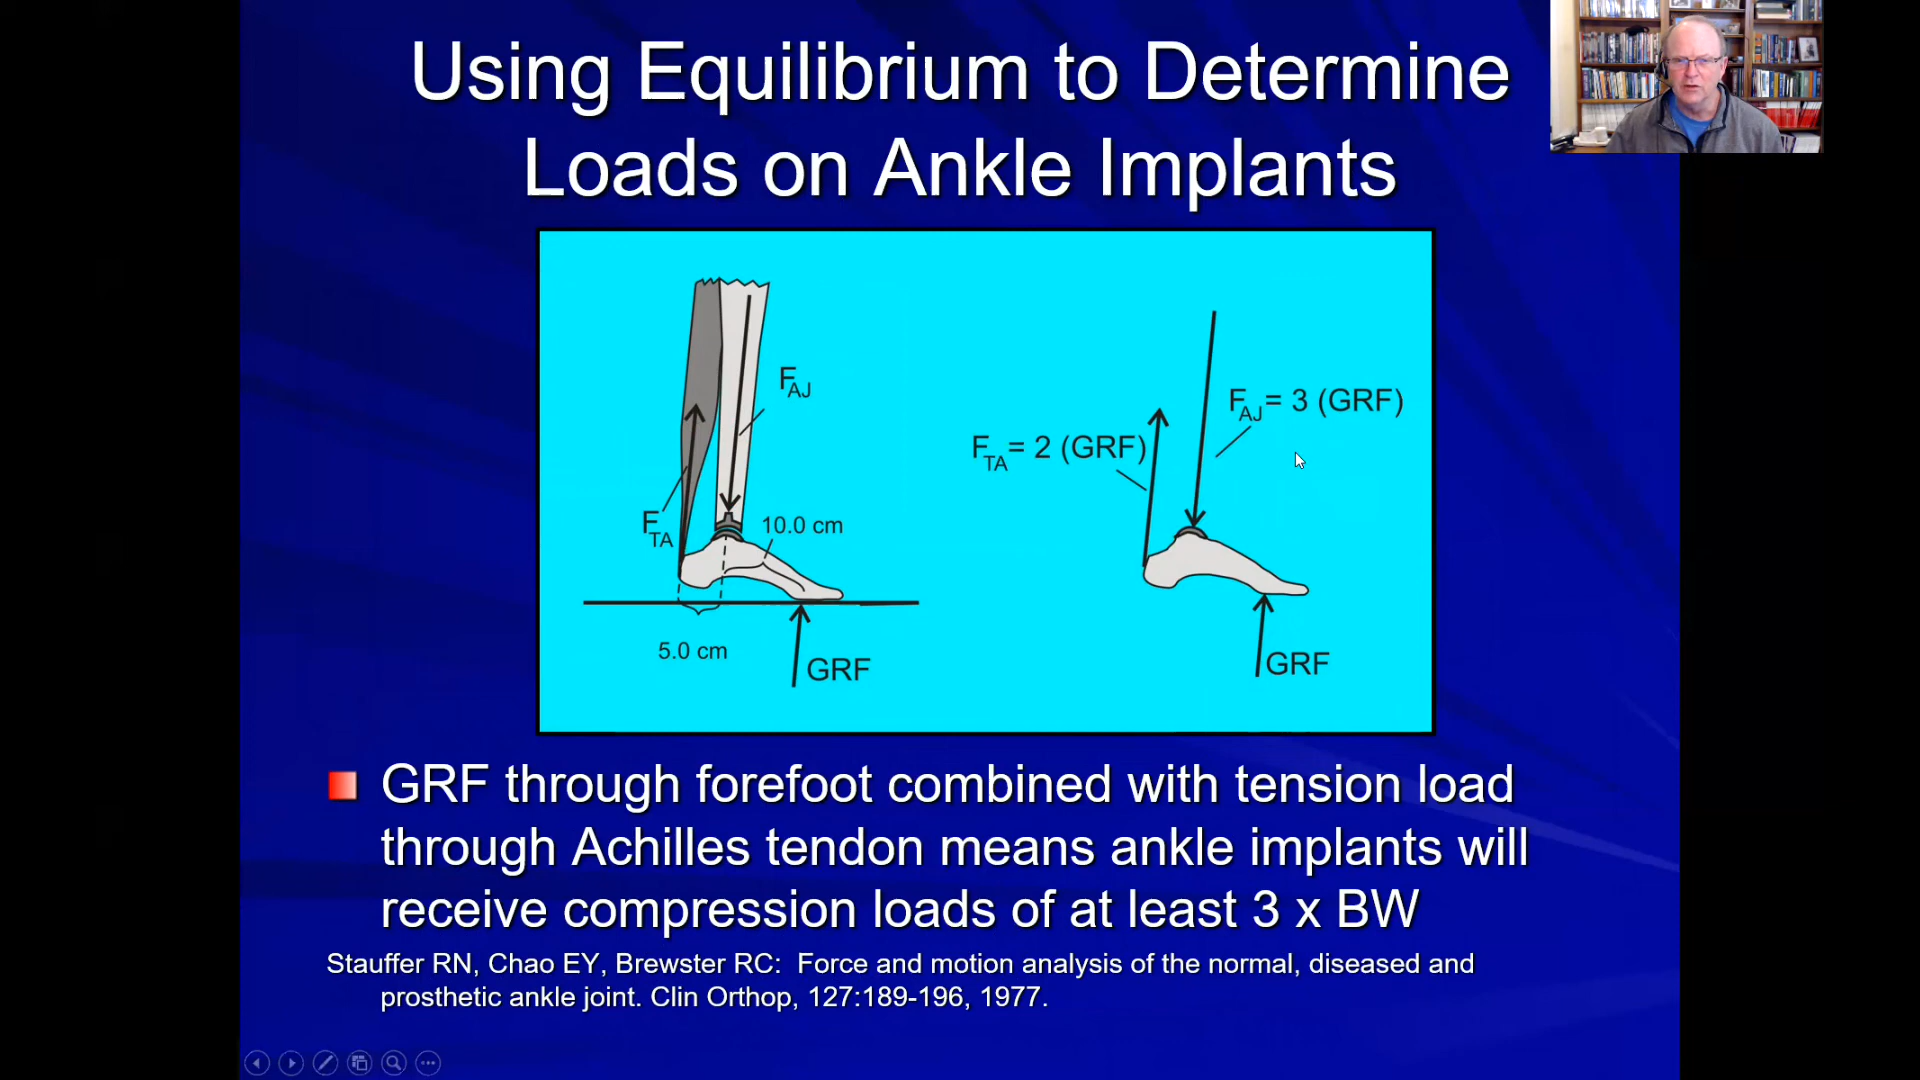 Using Equilibrium to Determine
Loads on Ankle Implants
FAJ
FTA
10.0 cm
5.0 cm
GRF
FTA = 2 (GRF)
FAJ = 3 (GRF)
GRF
GRF through forefoot combined with tension load
through Achilles tendon means ankle implants will
receive compression loads of at least 3 x BW
Stauffer RN, Chao EY, Brewster RC: Force and motion analysis of the normal, diseased and
prosthetic ankle joint. Clin Orthop, 127:189-196, 1977.